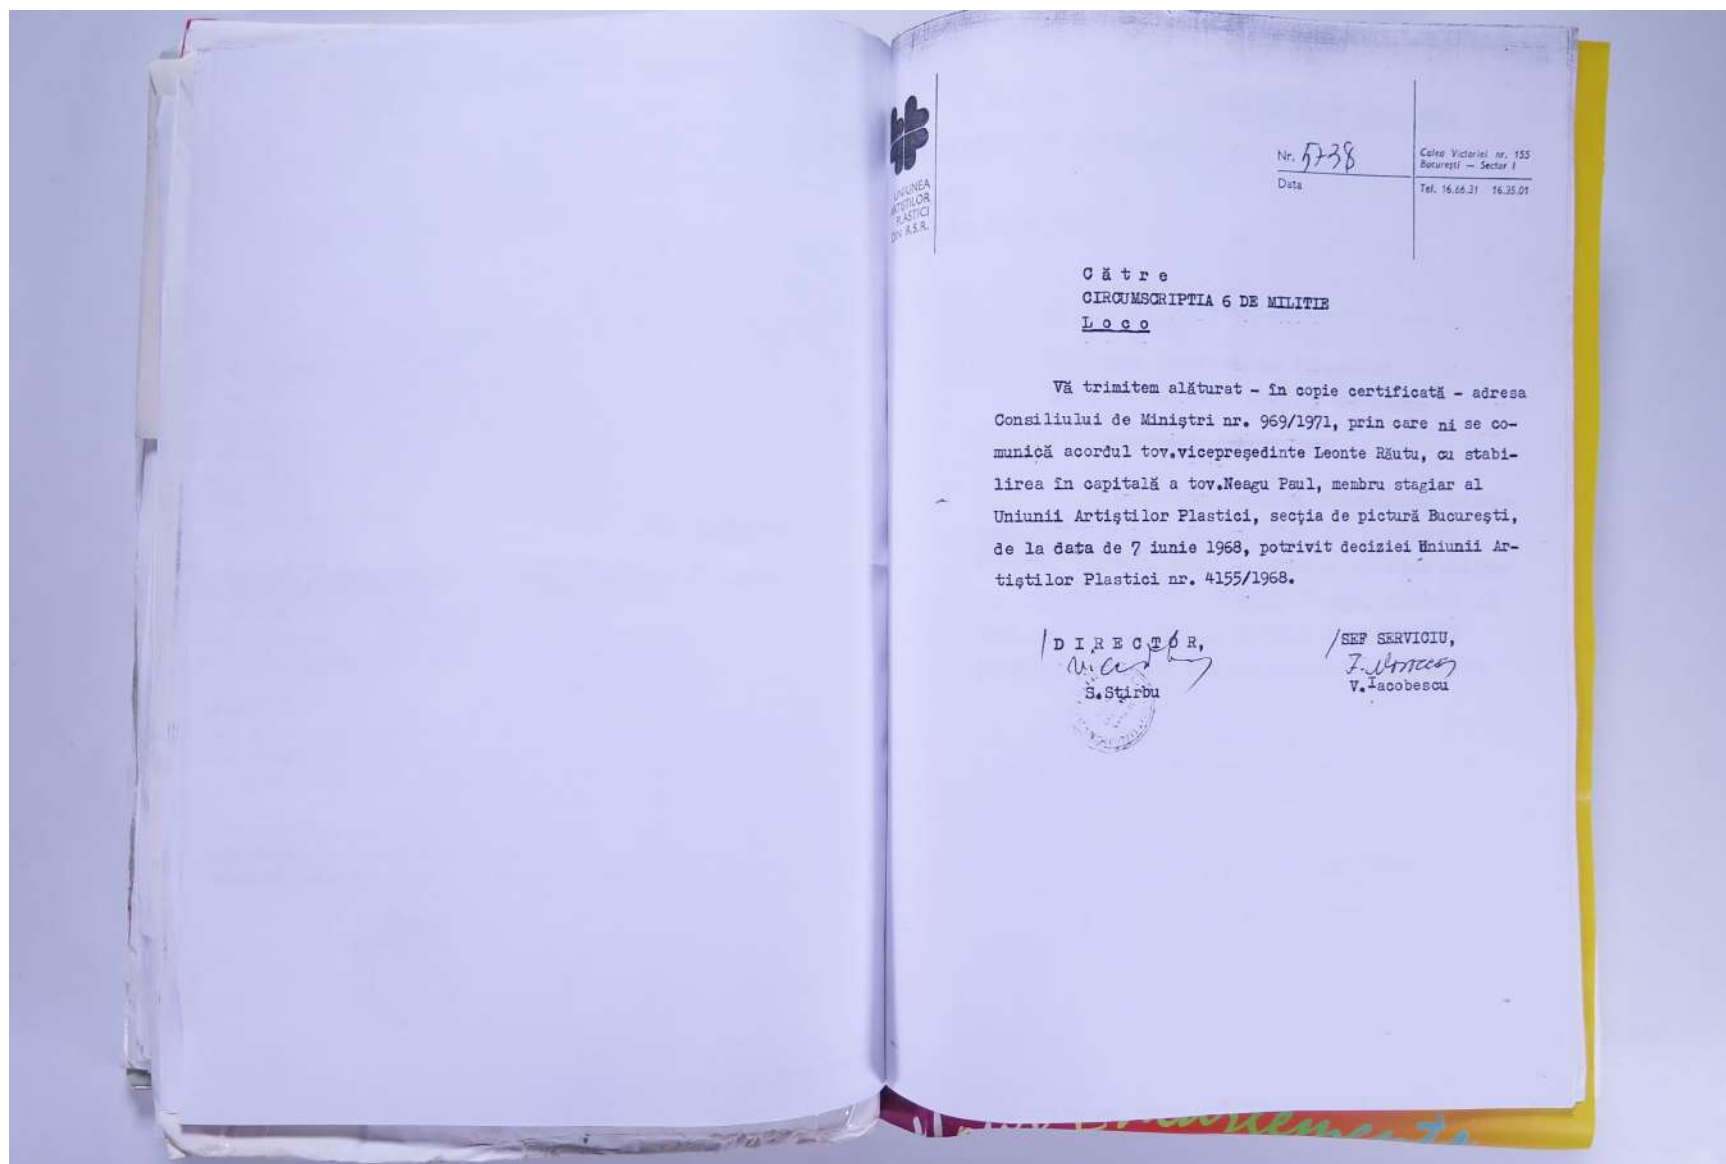 UNIUNEA
ARTIȘTILOR
PLASTICI
DIN R.S.R.
Nr. 5738
Data
Calea Victoriei nr. 155
București — Sector 1
Tel. 16.66.31 16.35.01
Către
CIRCUMSCRIPTIA 6 DE MILITIE
Loco
Vă trimitem alăturat - în copie certificată - adresa
Consiliului de Miniştri nr. 969/1971, prin care ni se co-
munică acordul tov.vicepreşedinte Leonte Răutu, cu stabi-
lirea în capitală a tov.Neagu Paul, membru stagiar al
Uniunii Artiştilor Plastici, secţia de pictură Bucureşti,
de la data de 7 iunie 1968, potrivit deciziei Uniunii Ar-
tiştilor Plastici nr. 4155/1968.
/DIRECTOR,
S.Ştirbu
/SEF SERVICIU,
V.Iacobescu